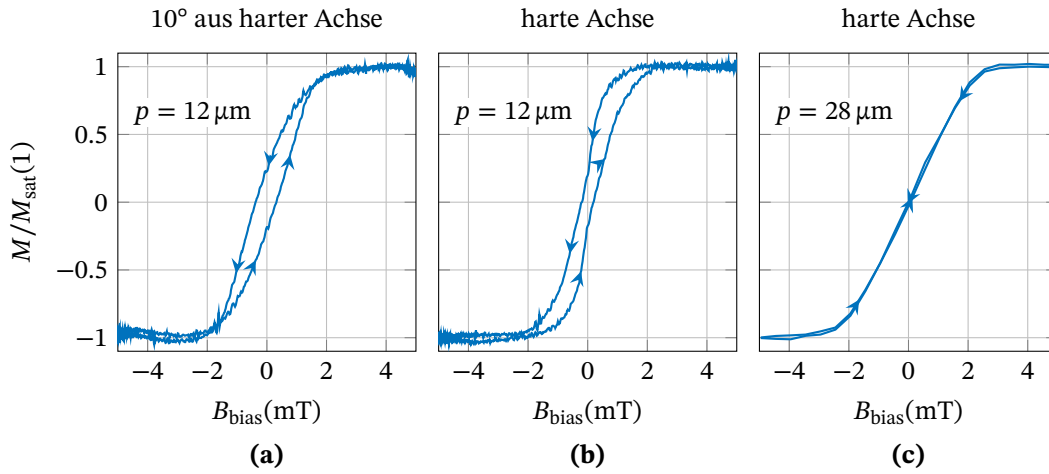 10° aus harter Achse
harte Achse
harte Achse
M/M_sat(1)
1
0.5
0
−0.5
−1
p = 12 µm
p = 12 µm
p = 28 µm
−4 −2 0 2 4
−4 −2 0 2 4
−4 −2 0 2 4
B_bias(mT)
B_bias(mT)
B_bias(mT)
(a)
(b)
(c)